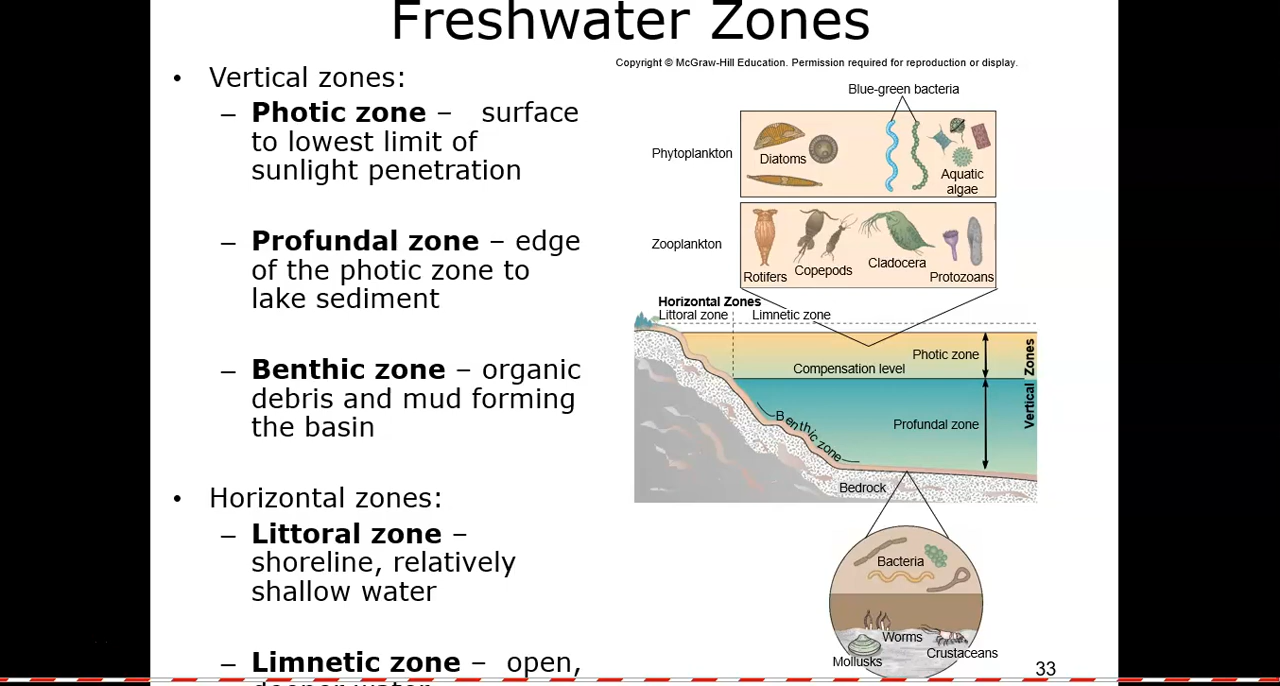 Freshwater Zones
• Vertical zones:
– Photic zone – surface
to lowest limit of
sunlight penetration
– Profundal zone – edge
of the photic zone to
lake sediment
– Benthic zone – organic
debris and mud forming
the basin
• Horizontal zones:
– Littoral zone –
shoreline, relatively
shallow water
– Limnetic zone – open,
deeper water
Copyright © McGraw-Hill Education. Permission required for reproduction or display.
Blue-green bacteria
Phytoplankton
Diatoms
Aquatic
algae
Zooplankton
Rotifers
Copepods
Cladocera
Protozoans
Horizontal Zones
Littoral zone
Limnetic zone
Photic zone
Compensation level
Vertical Zones
Benthic zone
Profundal zone
Bedrock
Bacteria
Worms
Mollusks
Crustaceans
33